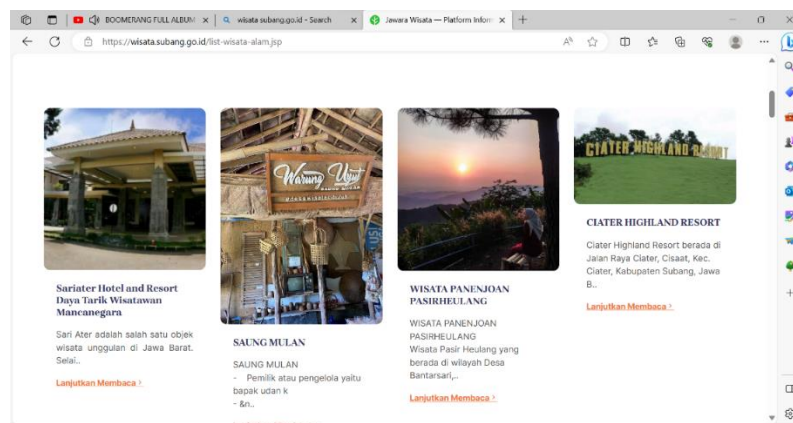 BOOMERANG FULL ALBUM
wisata subang.go.id - Search
Jawara Wisata — Platform Inform
https://wisata.subang.go.id/list-wisata-alam.jsp
Warung
CIATER HIGHLAND RESORT
Sariater Hotel and Resort
Daya Tarik Wisatawan
Mancanegara
Sari Ater adalah salah satu objek
wisata unggulan di Jawa Barat.
Selai..
Lanjutkan Membaca
SAUNG MULAN
SAUNG MULAN
- Pemilik atau pengelola yaitu
bapak udan k
- &n..
WISATA PANENJOAN
PASIRHEULANG
WISATA PANENJOAN
PASIRHEULANG
Wisata Pasir Heulang yang
berada di wilayah Desa
Bantarsari,..
Lanjutkan Membaca
CIATER HIGHLAND RESORT
Ciater Highland Resort berada di
Jalan Raya Ciater, Cisaat, Kec.
Ciater, Kabupaten Subang, Jawa
B..
Lanjutkan Membaca